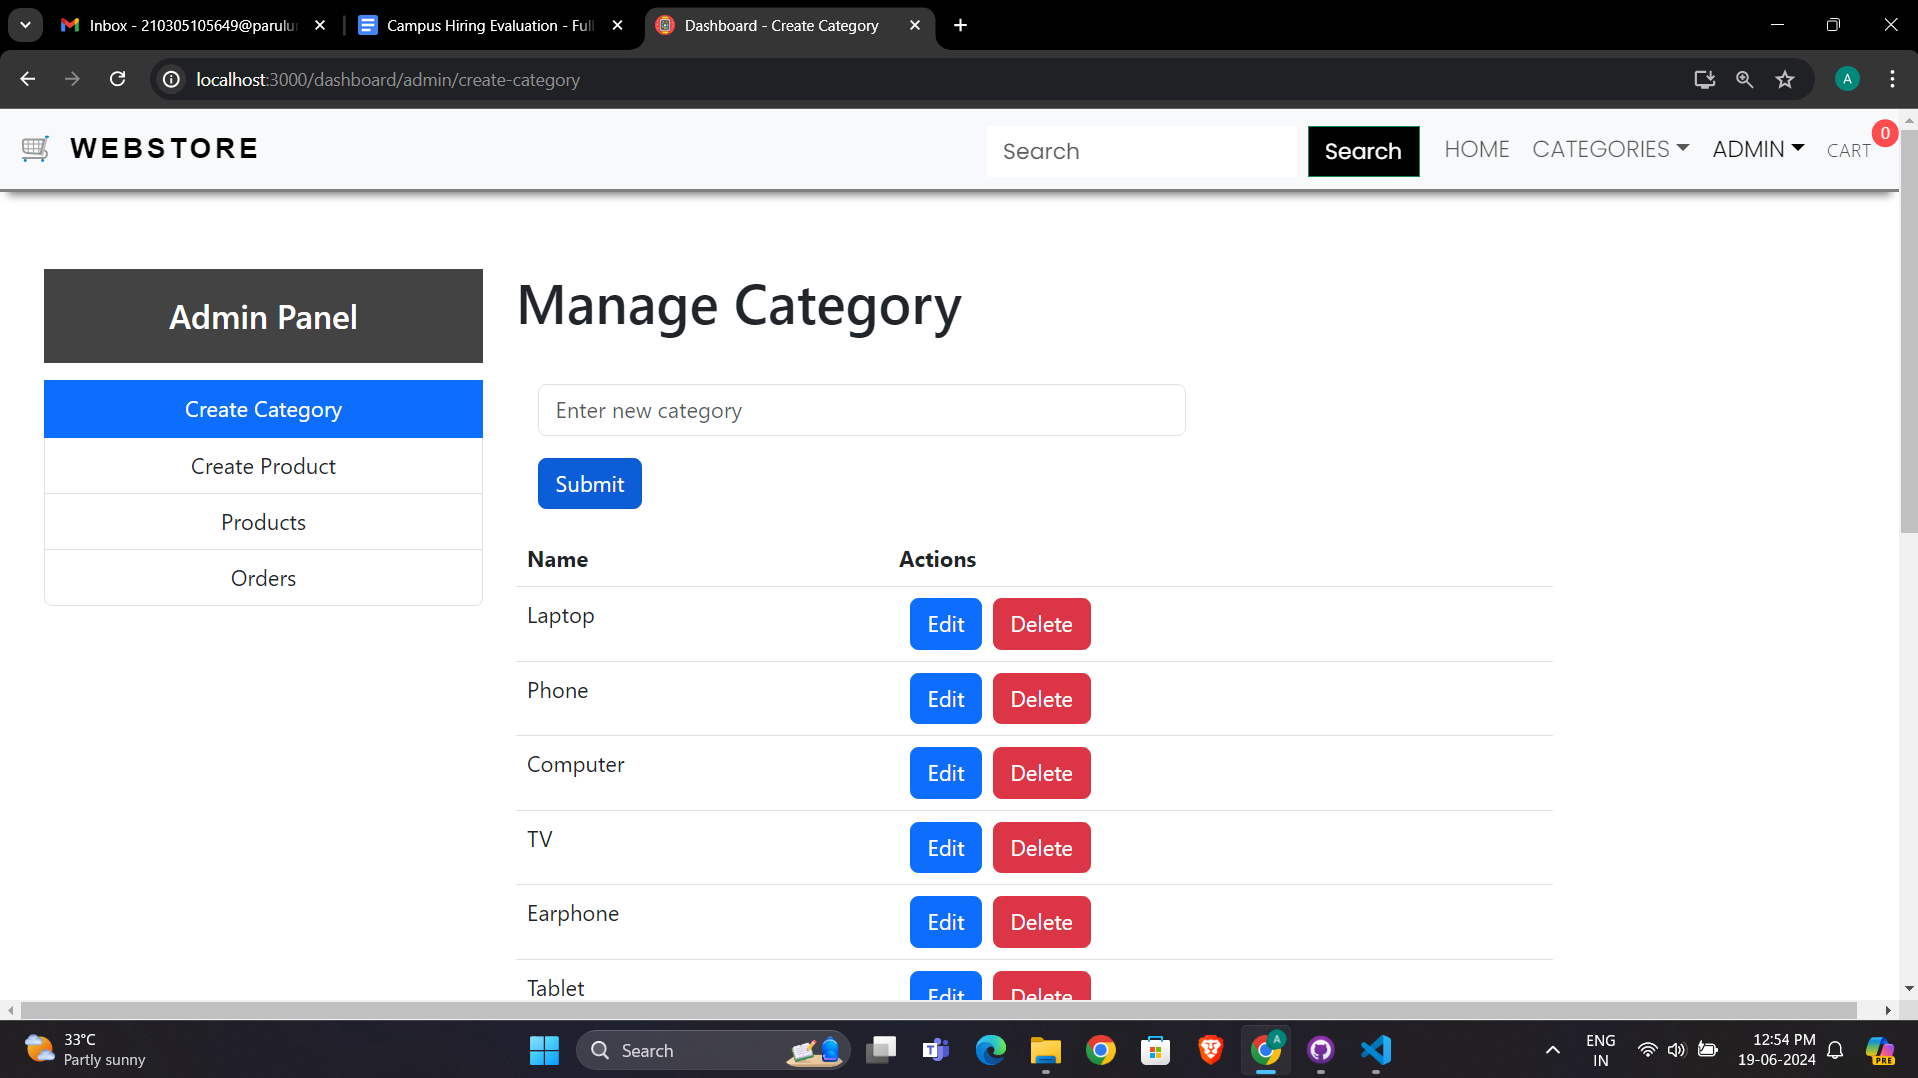 Inbox - 210305105649@parulun
Campus Hiring Evaluation - Full
Dashboard - Create Category
localhost:3000/dashboard/admin/create-category
A
WEBSTORE
Search
Search
HOME
CATEGORIES
ADMIN
CART
0
Admin Panel
Create Category
Create Product
Products
Orders
Manage Category
Enter new category
Submit
Name Actions
Laptop Edit Delete
Phone Edit Delete
Computer Edit Delete
TV Edit Delete
Earphone Edit Delete
Tablet Edit Delete
33°C
Partly sunny
Search
A
ENG
IN
12:54 PM
19-06-2024
PRE